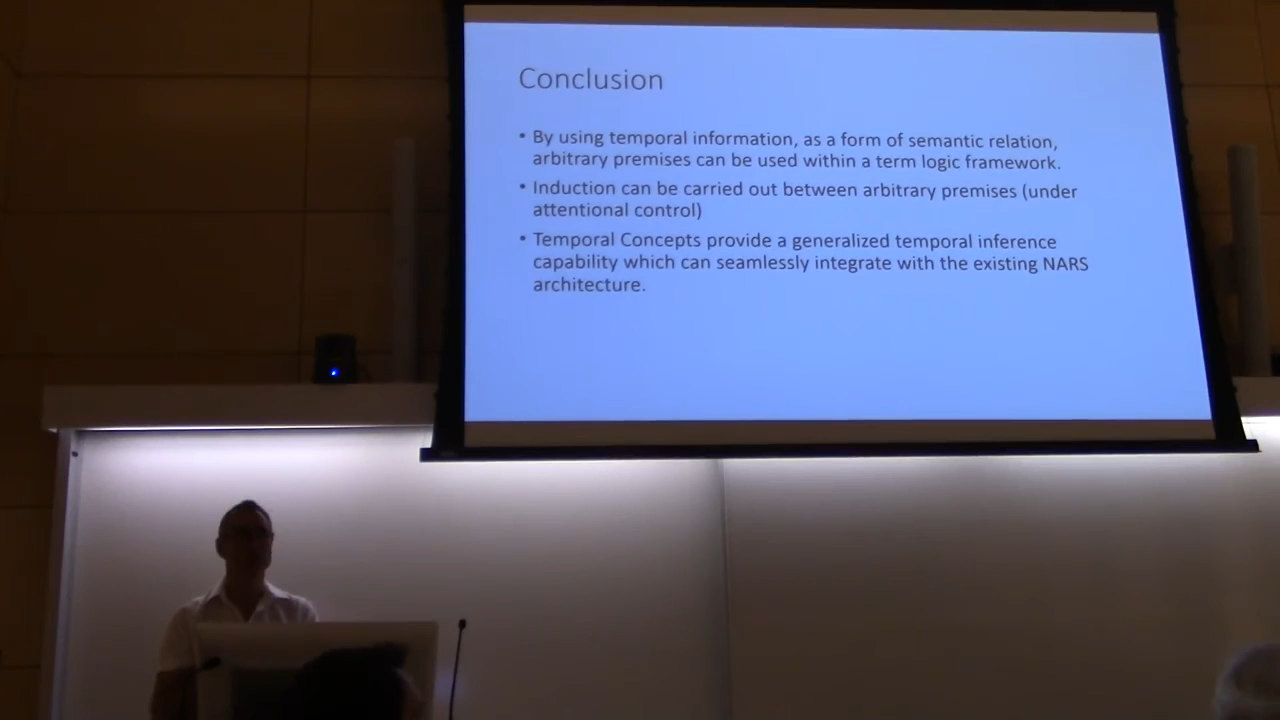 Conclusion
• By using temporal information, as a form of semantic relation,
arbitrary premises can be used within a term logic framework.
• Induction can be carried out between arbitrary premises (under
attentional control)
• Temporal Concepts provide a generalized temporal inference
capability which can seamlessly integrate with the existing NARS
architecture.